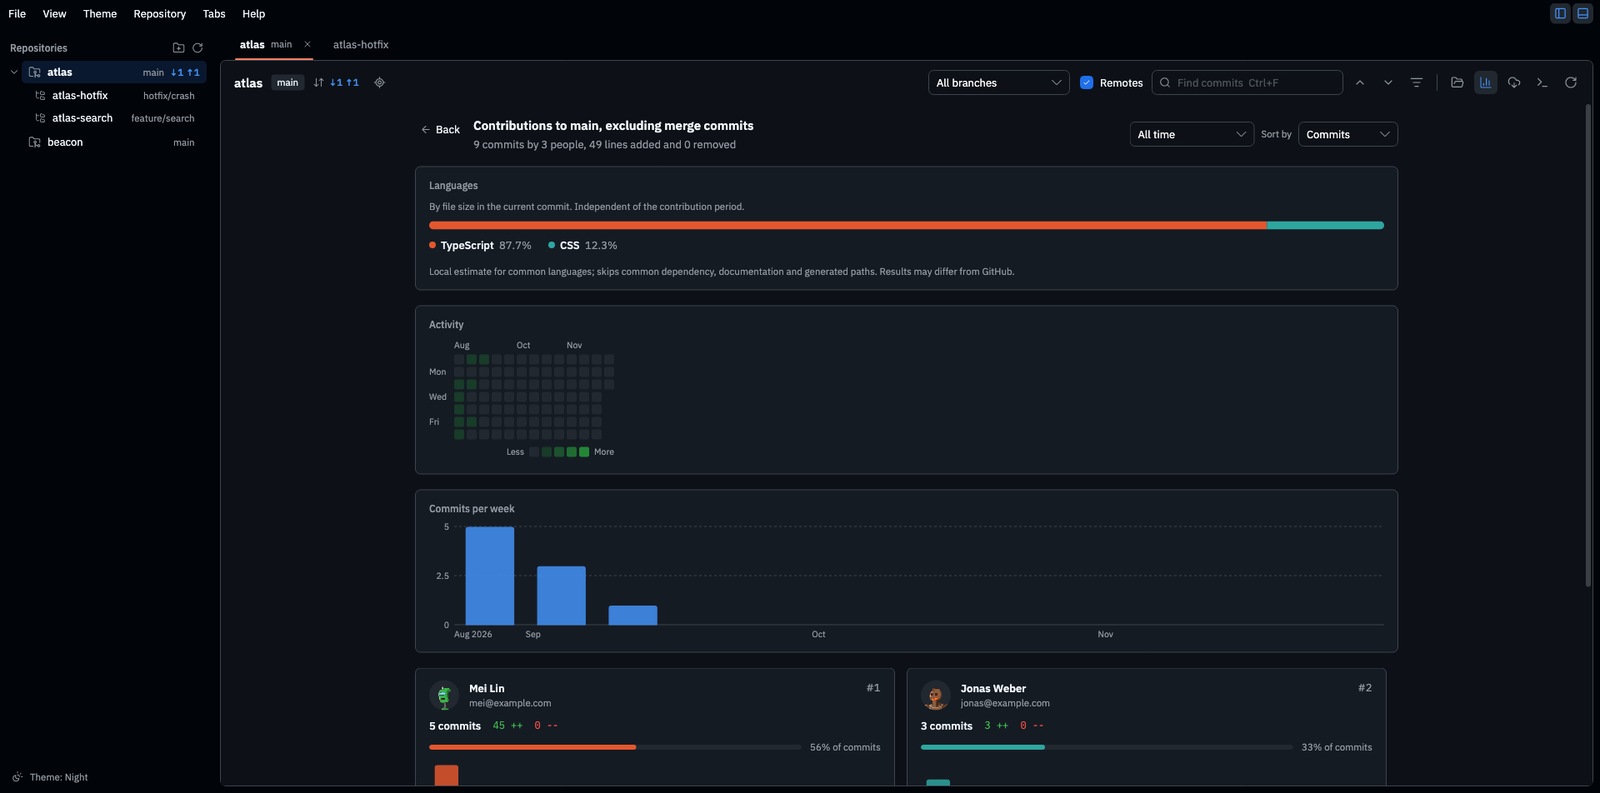 File View Theme Repository Tabs Help
Repositories
atlas main ↓1 ↑1
atlas-hotfix hotfix/crash
atlas-search feature/search
beacon main
Theme: Night
atlas main × atlas-hotfix
atlas main ↓1 ↑1 All branches Remotes Find commits Ctrl+F
← Back Contributions to main, excluding merge commits
9 commits by 3 people, 49 lines added and 0 removed
All time Sort by Commits
Languages
By file size in the current commit. Independent of the contribution period.
TypeScript 87.7% CSS 12.3%
Local estimate for common languages; skips common dependency, documentation and generated paths. Results may differ from GitHub.
Activity
Aug Oct Nov
Mon
Wed
Fri
Less More
Commits per week
5
2.5
0
Aug 2026 Sep Oct Nov
Mei Lin #1
mei@example.com
5 commits 45 ++ 0 --
56% of commits
Jonas Weber #2
jonas@example.com
3 commits 3 ++ 0 --
33% of commits